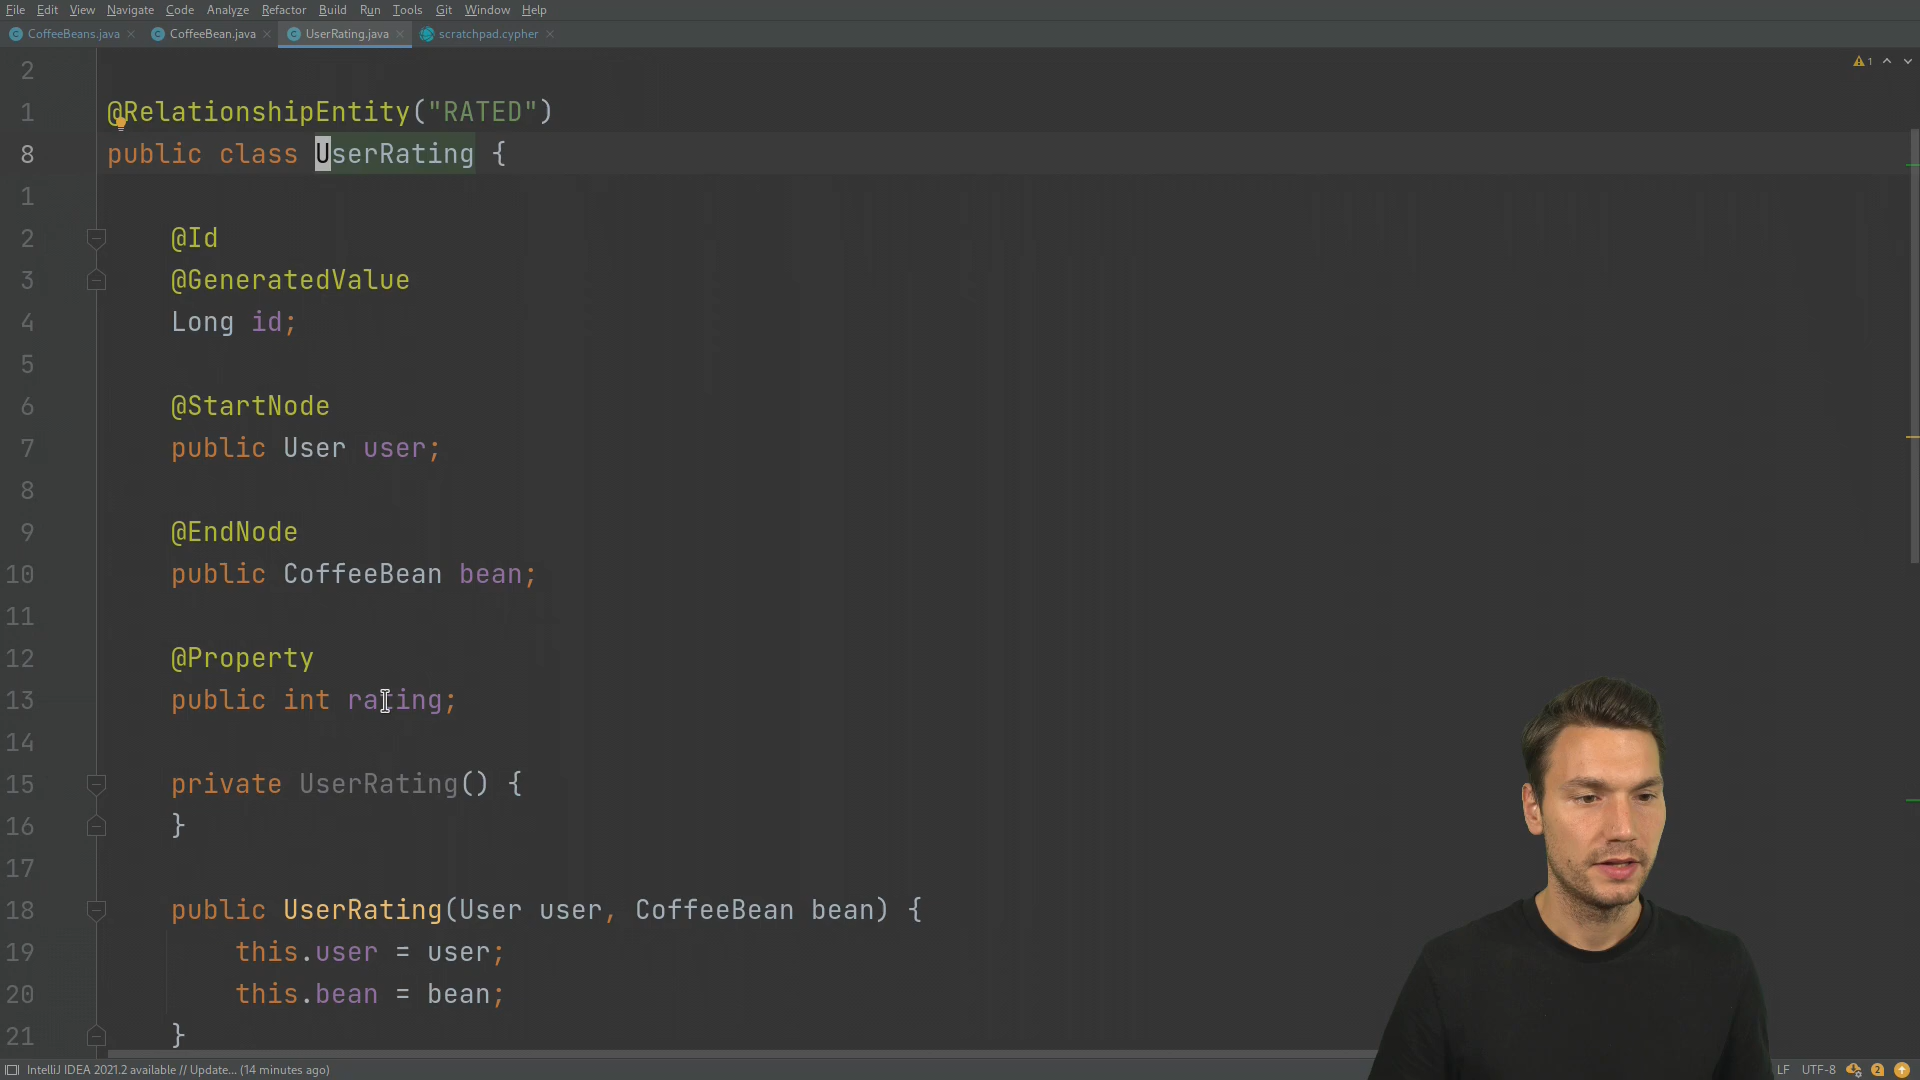 File Edit View Navigate Code Analyze Refactor Build Run Tools Git Window Help
CoffeeBeans.java CoffeeBean.java UserRating.java scratchpad.cypher
2
1
1 @RelationshipEntity("RATED")
8 public class UserRating {
1
2 @Id
3 @GeneratedValue
4 Long id;
5
6 @StartNode
7 public User user;
8
9 @EndNode
10 public CoffeeBean bean;
11
12 @Property
13 public int rating;
14
15 private UserRating() {
16 }
17
18 public UserRating(User user, CoffeeBean bean) {
19 this.user = user;
20 this.bean = bean;
21 }
IntelliJ IDEA 2021.2 available // Update... (14 minutes ago) LF UTF-8 2